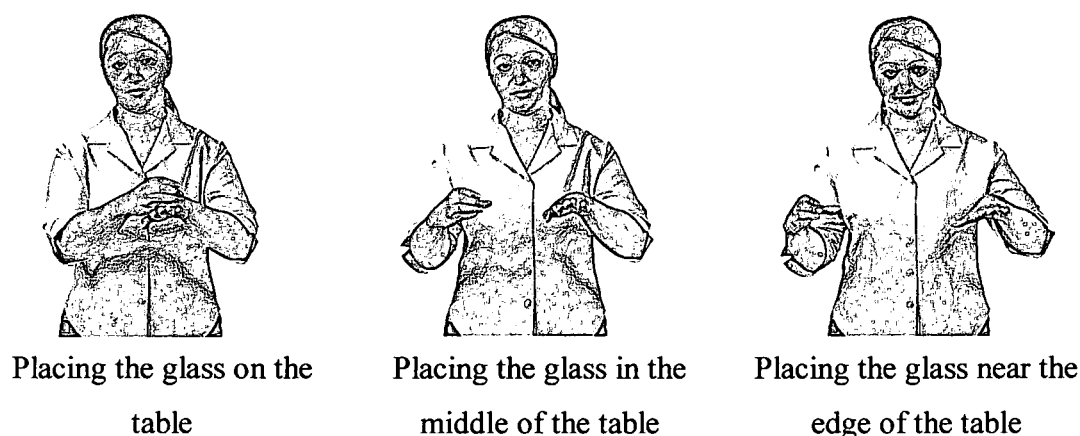 Placing the glass on the
table
Placing the glass in the
middle of the table
Placing the glass near the
edge of the table